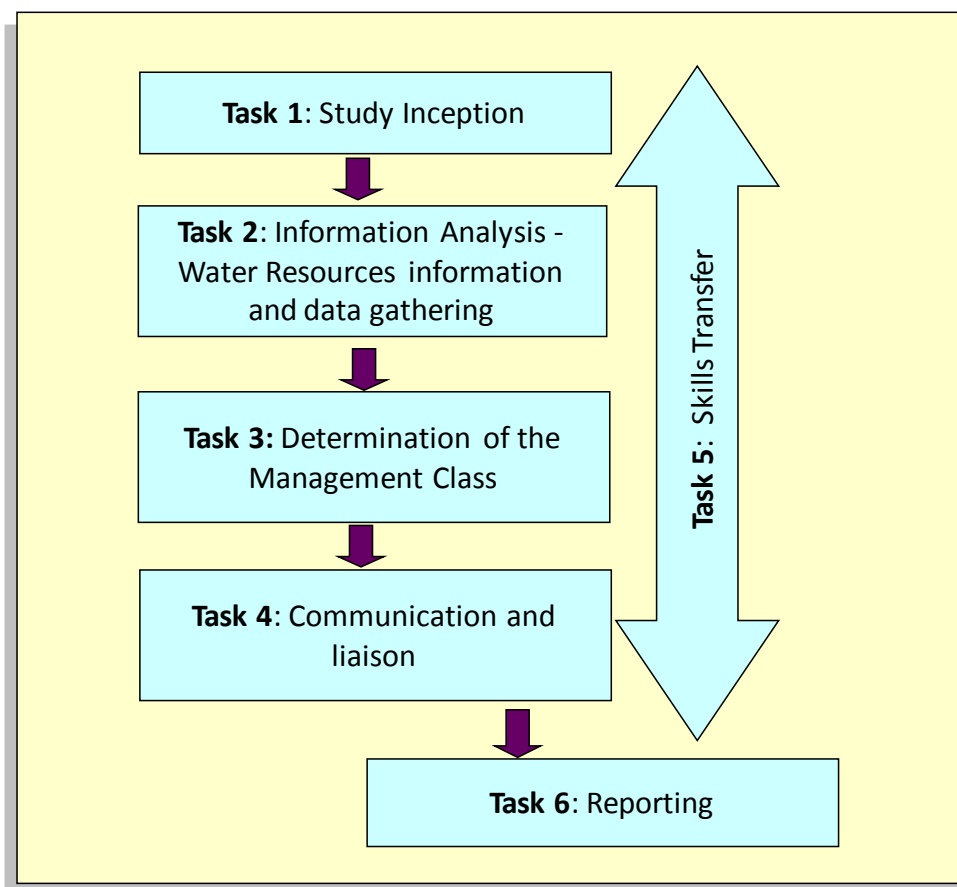 Task 1: Study Inception
Task 2: Information Analysis -
Water Resources information
and data gathering
Task 3: Determination of the
Management Class
Task 4: Communication and
liaison
Task 5: Skills Transfer
Task 6: Reporting